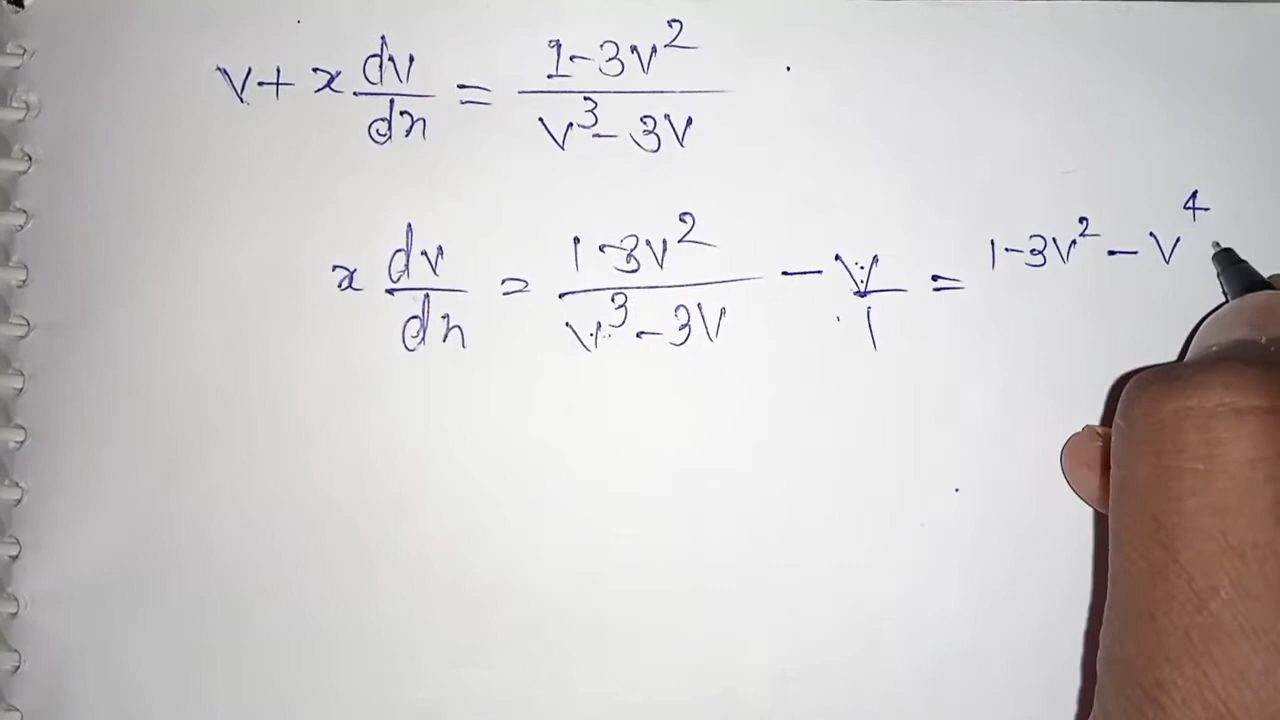 v + x dv/dx = 1-3v²/v³-3v
x dv/dx = 1-3v²/v³-3v - v/1 = 1-3v² - v⁴